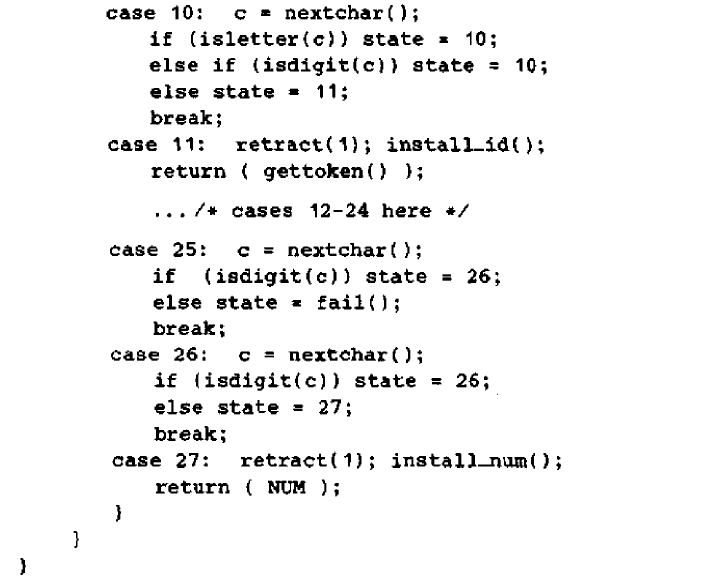 case 10:  c = nextchar();
if (isletter(c)) state = 10;
else if (isdigit(c)) state = 10;
else state = 11;
break;
case 11:  retract(1); install_id();
return ( gettoken() );
... /* cases 12-24 here */
case 25:  c = nextchar();
if  (isdigit(c)) state = 26;
else state = fail();
break;
case 26:  c = nextchar();
if (isdigit(c)) state = 26;
else state = 27;
break;
case 27:  retract(1); install_num();
return ( NUM );
}
}
}